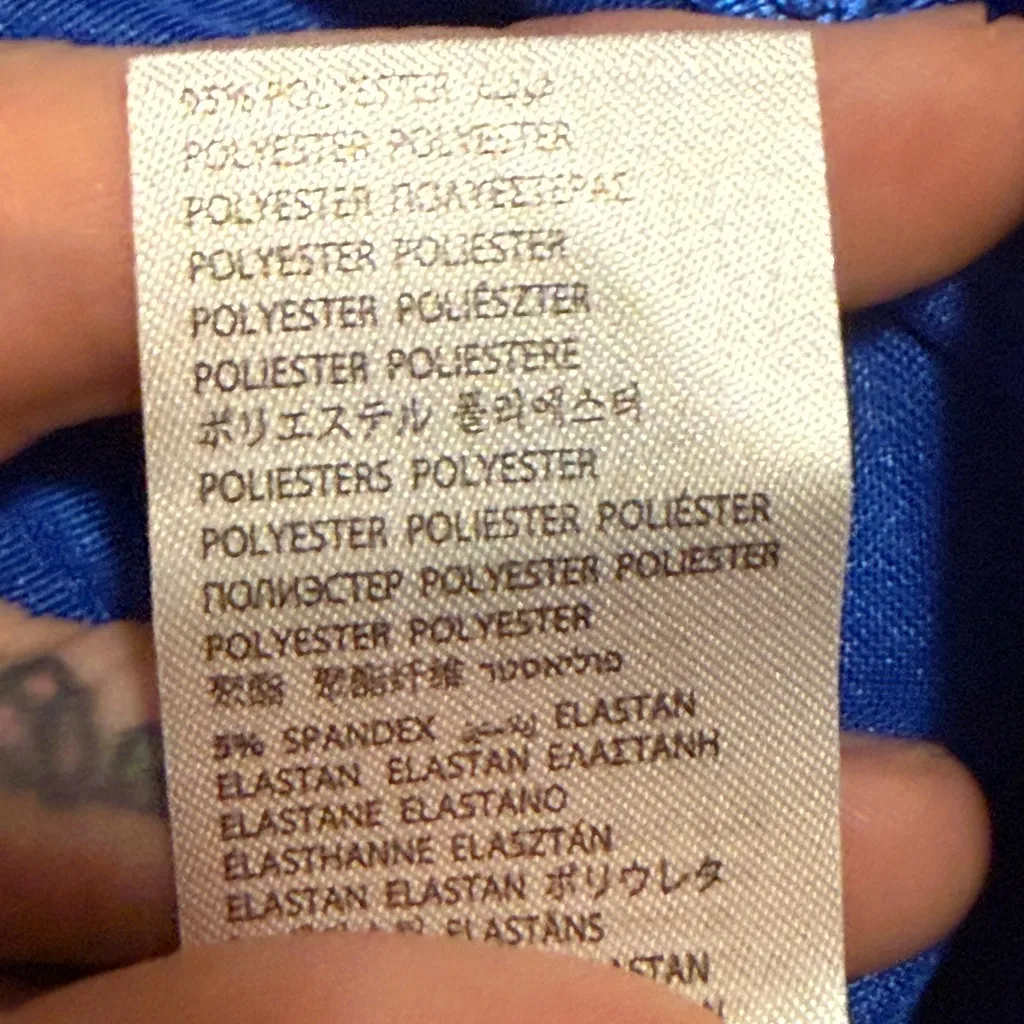 95% POLYESTER بوليستر
POLYESTER POLYESTER
POLYESTER ΠΟΛΥΕΣΤΕΡΑΣ
POLYESTER POLIESTER
POLYESTER POLIÉSZTER
POLIESTER POLIESTERE
ポリエステル 폴리에스터
POLIESTERS POLYESTER
POLYESTER POLIESTER POLIÉSTER
ПОЛИЭСТЕР POLYESTER POLIESTER
POLYESTER POLYESTER
聚酯 聚酯纤维 פוליאסטר
5% SPANDEX ELASTAN
ELASTAN ELASTAN ΕΛΑΣΤΑΝΗ
ELASTANE ELASTANO
ELASTHANNE ELASZTÁN
ELASTAN ELASTAN ポリウレタ
ELASTĀNS